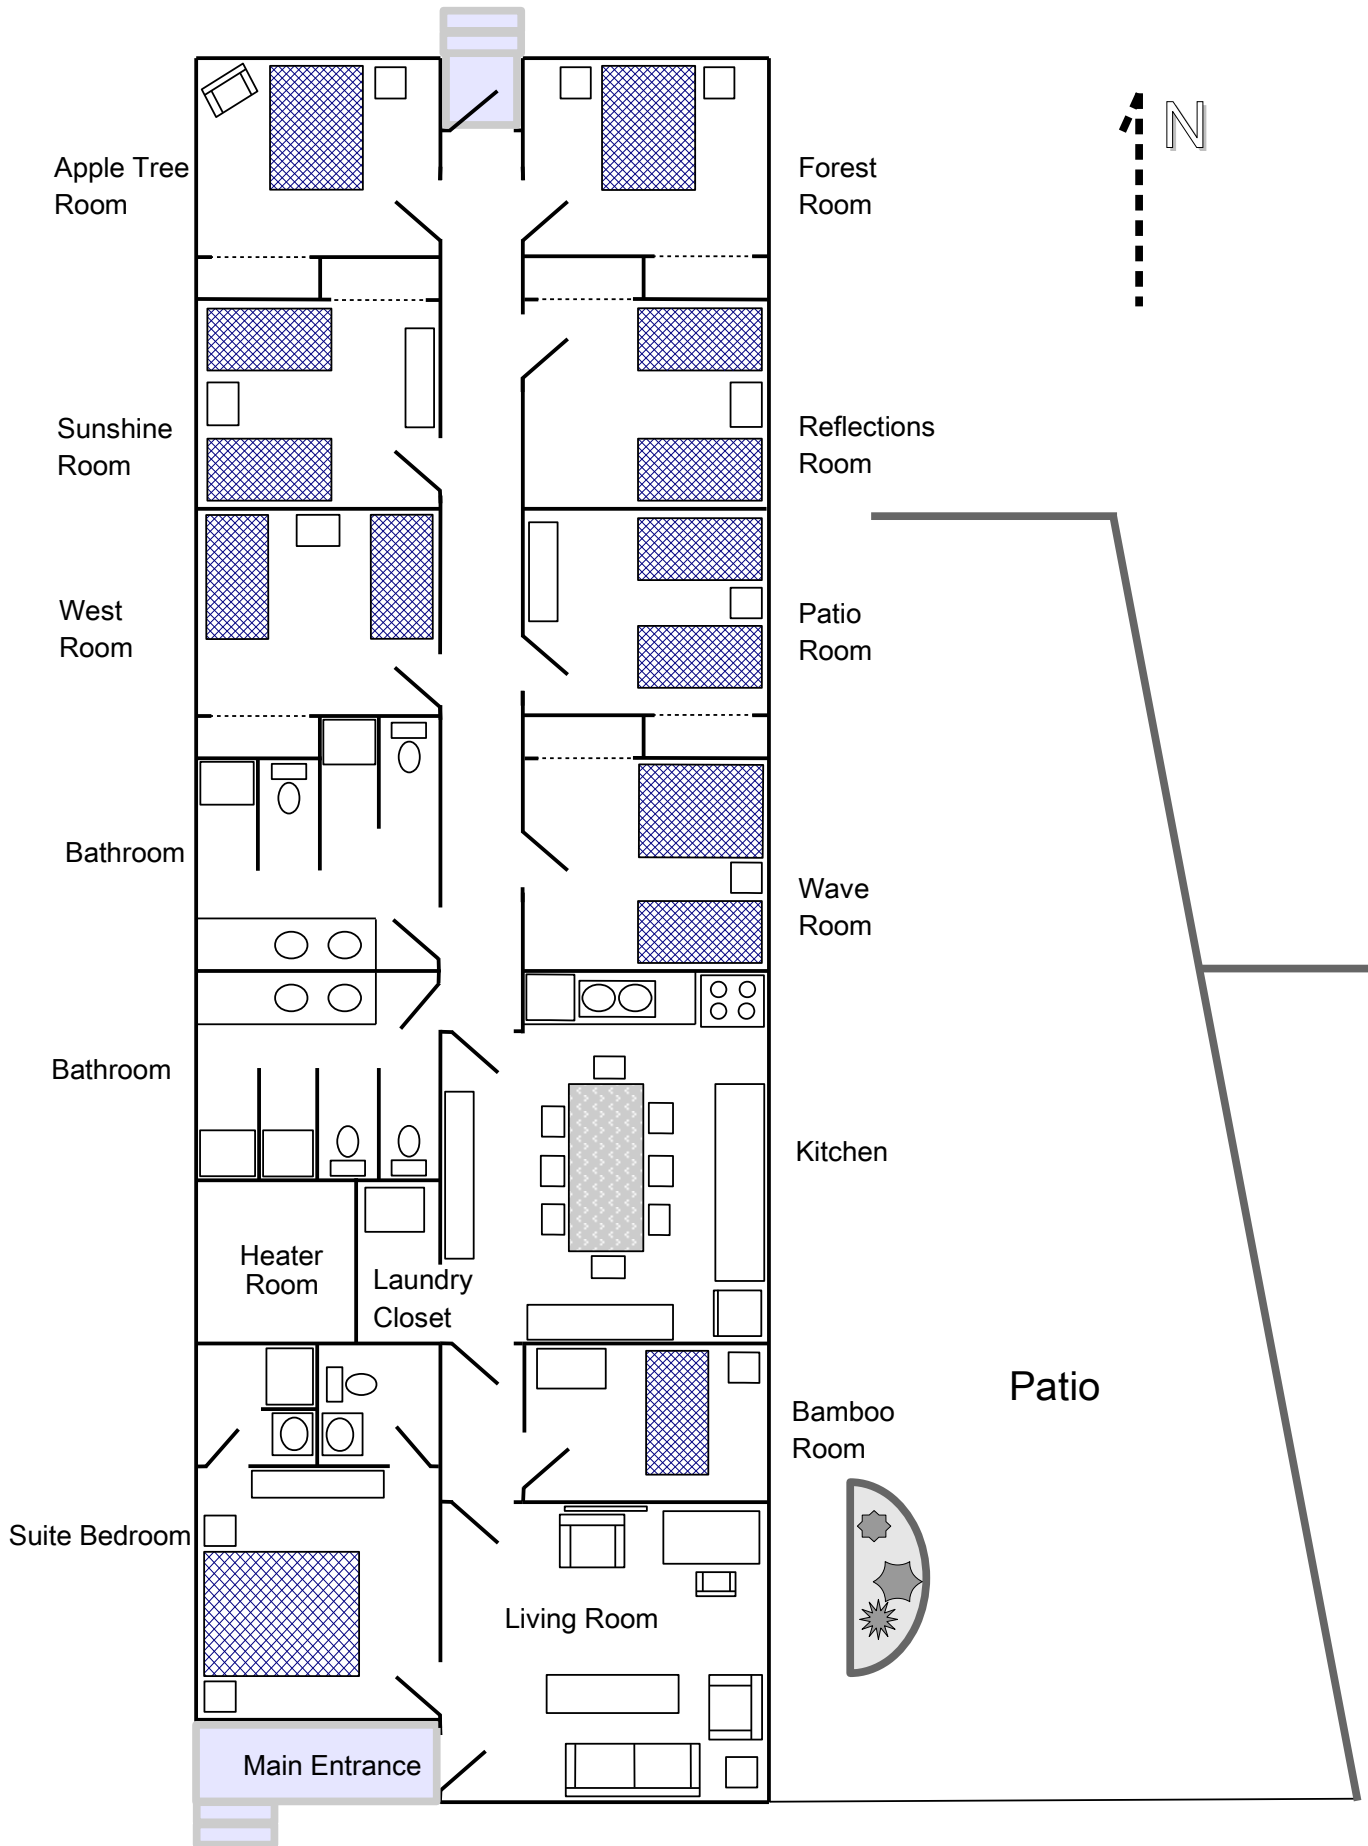 N
Apple Tree
Room
Forest
Room
Sunshine
Room
Reflections
Room
West
Room
Patio
Room
Bathroom
Wave
Room
Bathroom
Kitchen
Heater
Room
Laundry
Closet
Patio
Bamboo
Room
Suite Bedroom
Living Room
Main Entrance